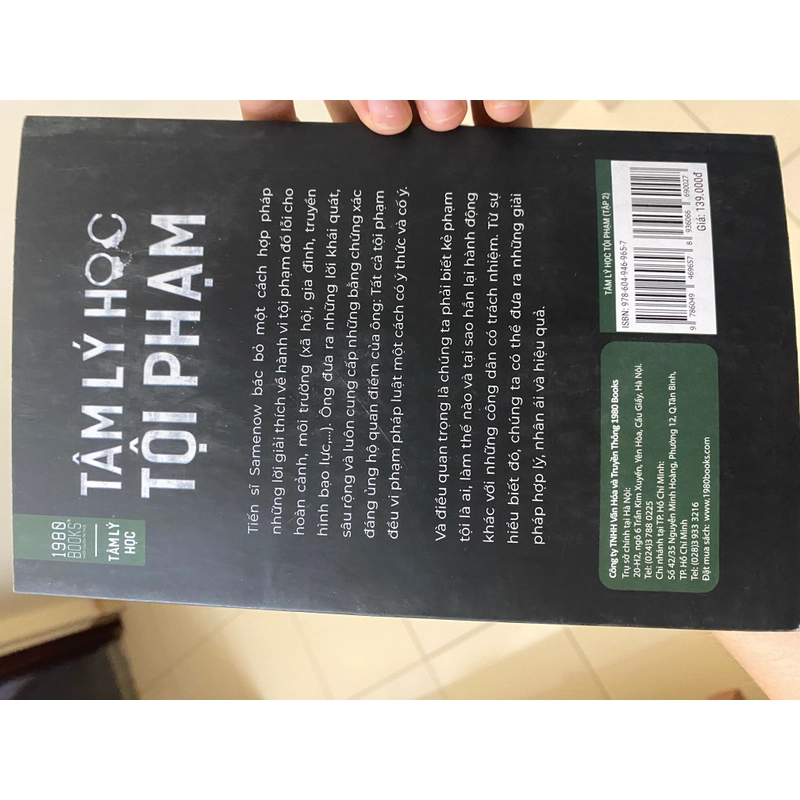 1980
BOOKS
TÂM LÝ
HỌC
TÂM LÝ HỌC
TỘI PHẠM
Tiến sĩ Samenow bác bỏ một cách hợp pháp
những lời giải thích về hành vi tội phạm đổ lỗi cho
hoàn cảnh, môi trường (xã hội, gia đình, truyền
hình bạo lực,...). Ông đưa ra những lời khái quát,
sâu rộng và luôn cung cấp những bằng chứng xác
đáng ủng hộ quan điểm của ông: Tất cả tội phạm
đều vi phạm pháp luật một cách có ý thức và cố ý.
Và điều quan trọng là chúng ta phải biết kẻ phạm
tội là ai, làm thế nào và tại sao hắn lại hành động
khác với những công dân có trách nhiệm. Từ sự
hiểu biết đó, chúng ta có thể đưa ra những giải
pháp hợp lý, nhân ái và hiệu quả.
Công ty TNHH Văn Hóa và Truyền Thông 1980 Books
Trụ sở chính tại Hà Nội:
20-H2, ngõ 6 Trần Kim Xuyến, Yên Hòa, Cầu Giấy, Hà Nội.
Tel: (024)3 788 0225
Chi nhánh tại TP. Hồ Chí Minh:
Số 42/35 Nguyễn Minh Hoàng, Phường 12, Q.Tân Bình,
TP. Hồ Chí Minh
Tel: (028)3 933 3216
Đặt mua sách: www.1980books.com
TÂM LÝ HỌC TỘI PHẠM (TẬP 2)
ISBN: 978-604-946-965-7
9 786049 469657
8 936066 690027
Giá: 139.000đ